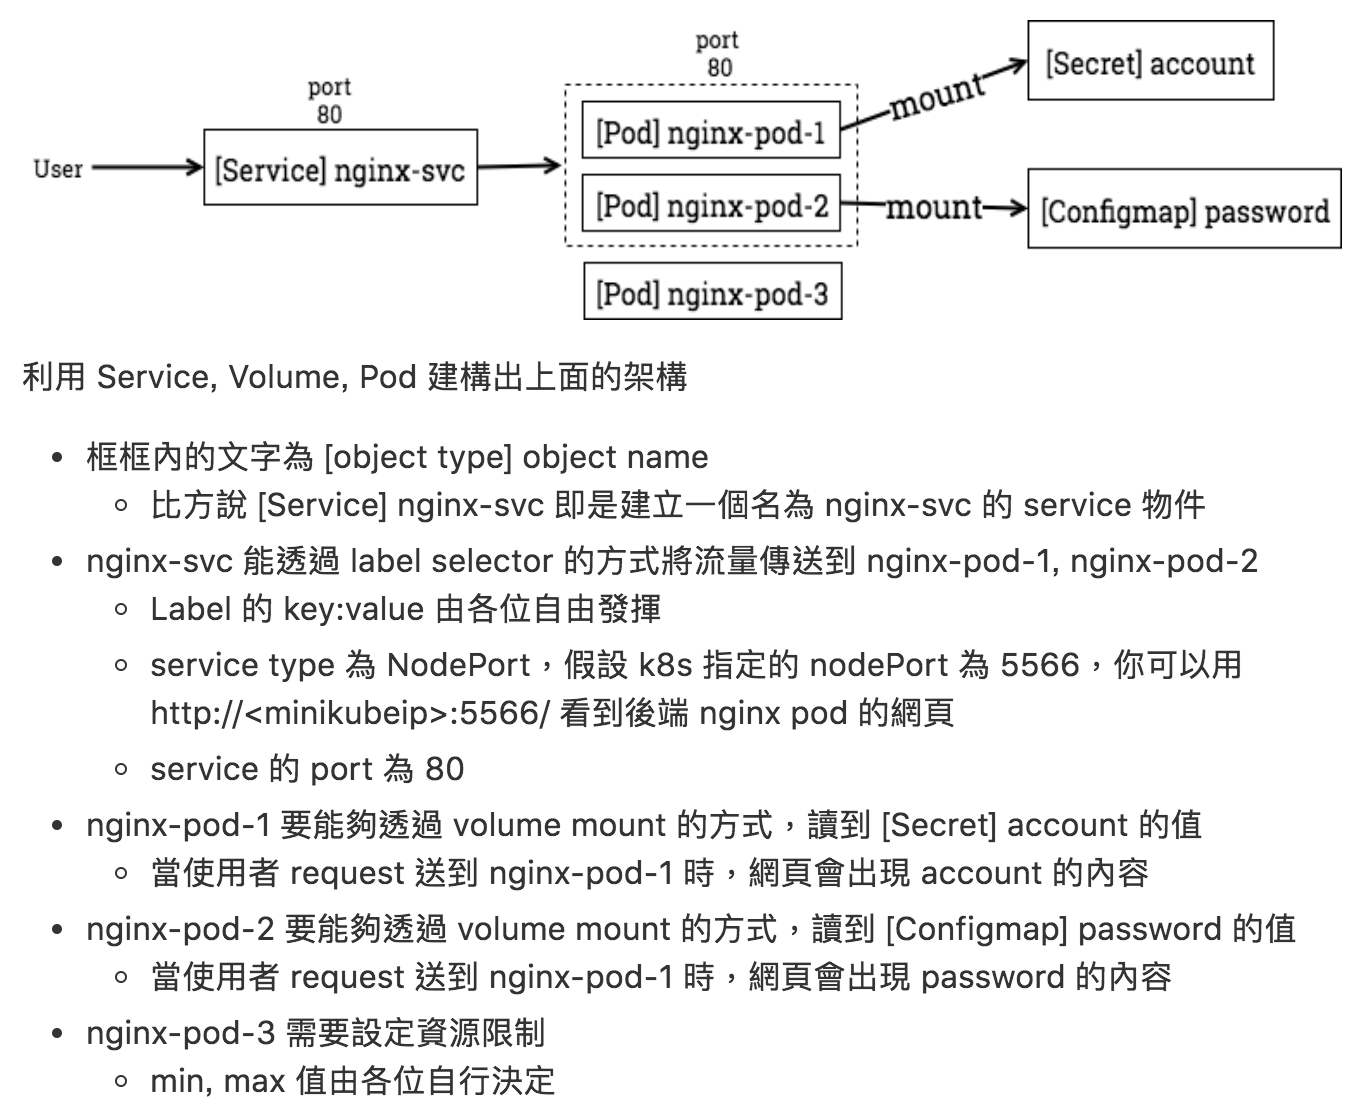 port
80
port
80
User
[Service] nginx-svc
[Pod] nginx-pod-1
[Pod] nginx-pod-2
[Pod] nginx-pod-3
mount
mount
[Secret] account
[Configmap] password
利用 Service, Volume, Pod 建構出上面的架構
框框內的文字為 [object type] object name
比方說 [Service] nginx-svc 即是建立一個名為 nginx-svc 的 service 物件
nginx-svc 能透過 label selector 的方式將流量傳送到 nginx-pod-1, nginx-pod-2
Label 的 key:value 由各位自由發揮
service type 為 NodePort，假設 k8s 指定的 nodePort 為 5566，你可以用
http://<minikubeip>:5566/ 看到後端 nginx pod 的網頁
service 的 port 為 80
nginx-pod-1 要能夠透過 volume mount 的方式，讀到 [Secret] account 的值
當使用者 request 送到 nginx-pod-1 時，網頁會出現 account 的內容
nginx-pod-2 要能夠透過 volume mount 的方式，讀到 [Configmap] password 的值
當使用者 request 送到 nginx-pod-1 時，網頁會出現 password 的內容
nginx-pod-3 需要設定資源限制
min, max 值由各位自行決定